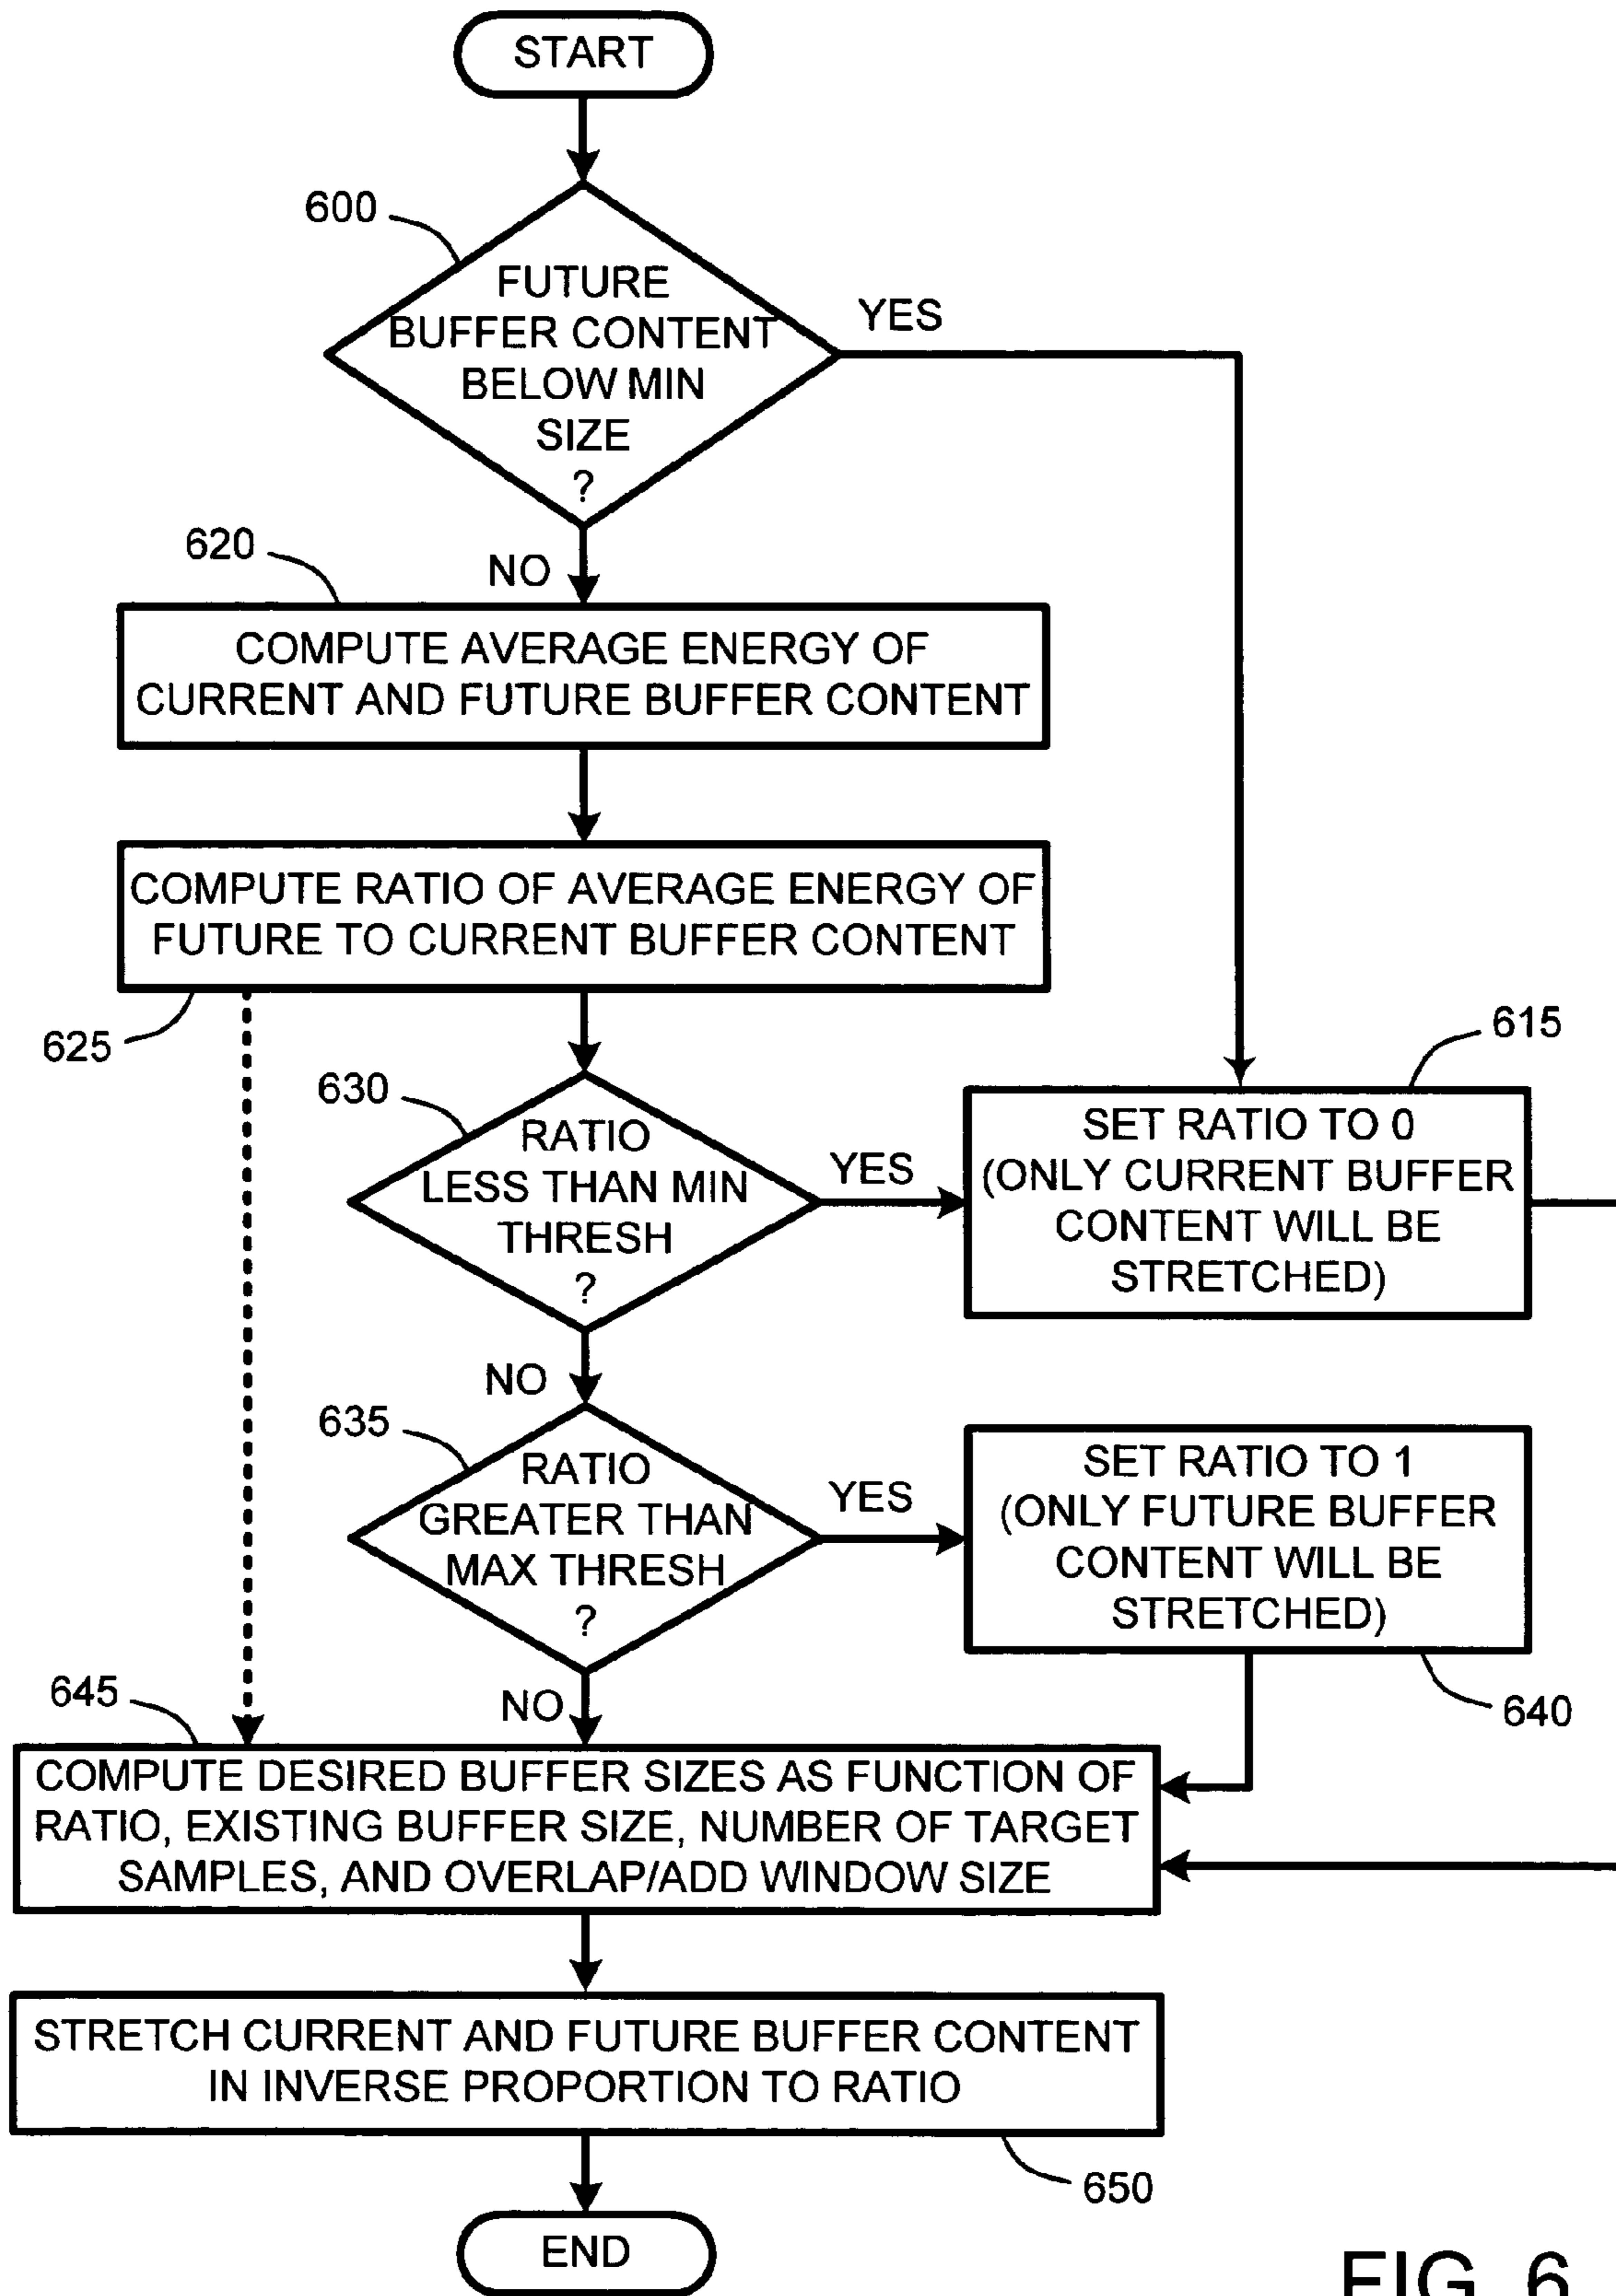 START
600
FUTURE
BUFFER CONTENT
BELOW MIN
SIZE
?
YES
NO
620
COMPUTE AVERAGE ENERGY OF
CURRENT AND FUTURE BUFFER CONTENT
COMPUTE RATIO OF AVERAGE ENERGY OF
FUTURE TO CURRENT BUFFER CONTENT
625
630
RATIO
LESS THAN MIN
THRESH
?
YES
NO
615
SET RATIO TO 0
(ONLY CURRENT BUFFER
CONTENT WILL BE
STRETCHED)
635
RATIO
GREATER THAN
MAX THRESH
?
YES
NO
SET RATIO TO 1
(ONLY FUTURE BUFFER
CONTENT WILL BE
STRETCHED)
640
645
COMPUTE DESIRED BUFFER SIZES AS FUNCTION OF
RATIO, EXISTING BUFFER SIZE, NUMBER OF TARGET
SAMPLES, AND OVERLAP/ADD WINDOW SIZE
STRETCH CURRENT AND FUTURE BUFFER CONTENT
IN INVERSE PROPORTION TO RATIO
650
END
FIG. 6